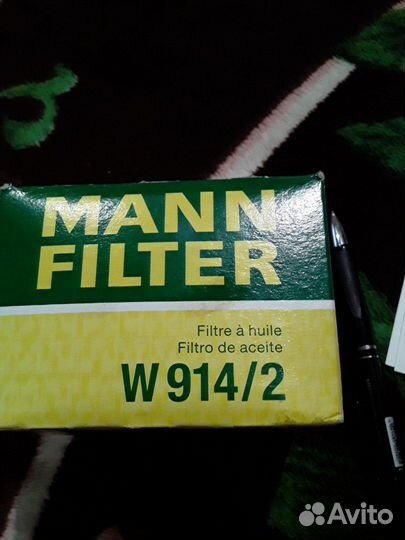 MANN
FILTER
Filtre à huile
Filtro de aceite
W 914/2
Avito